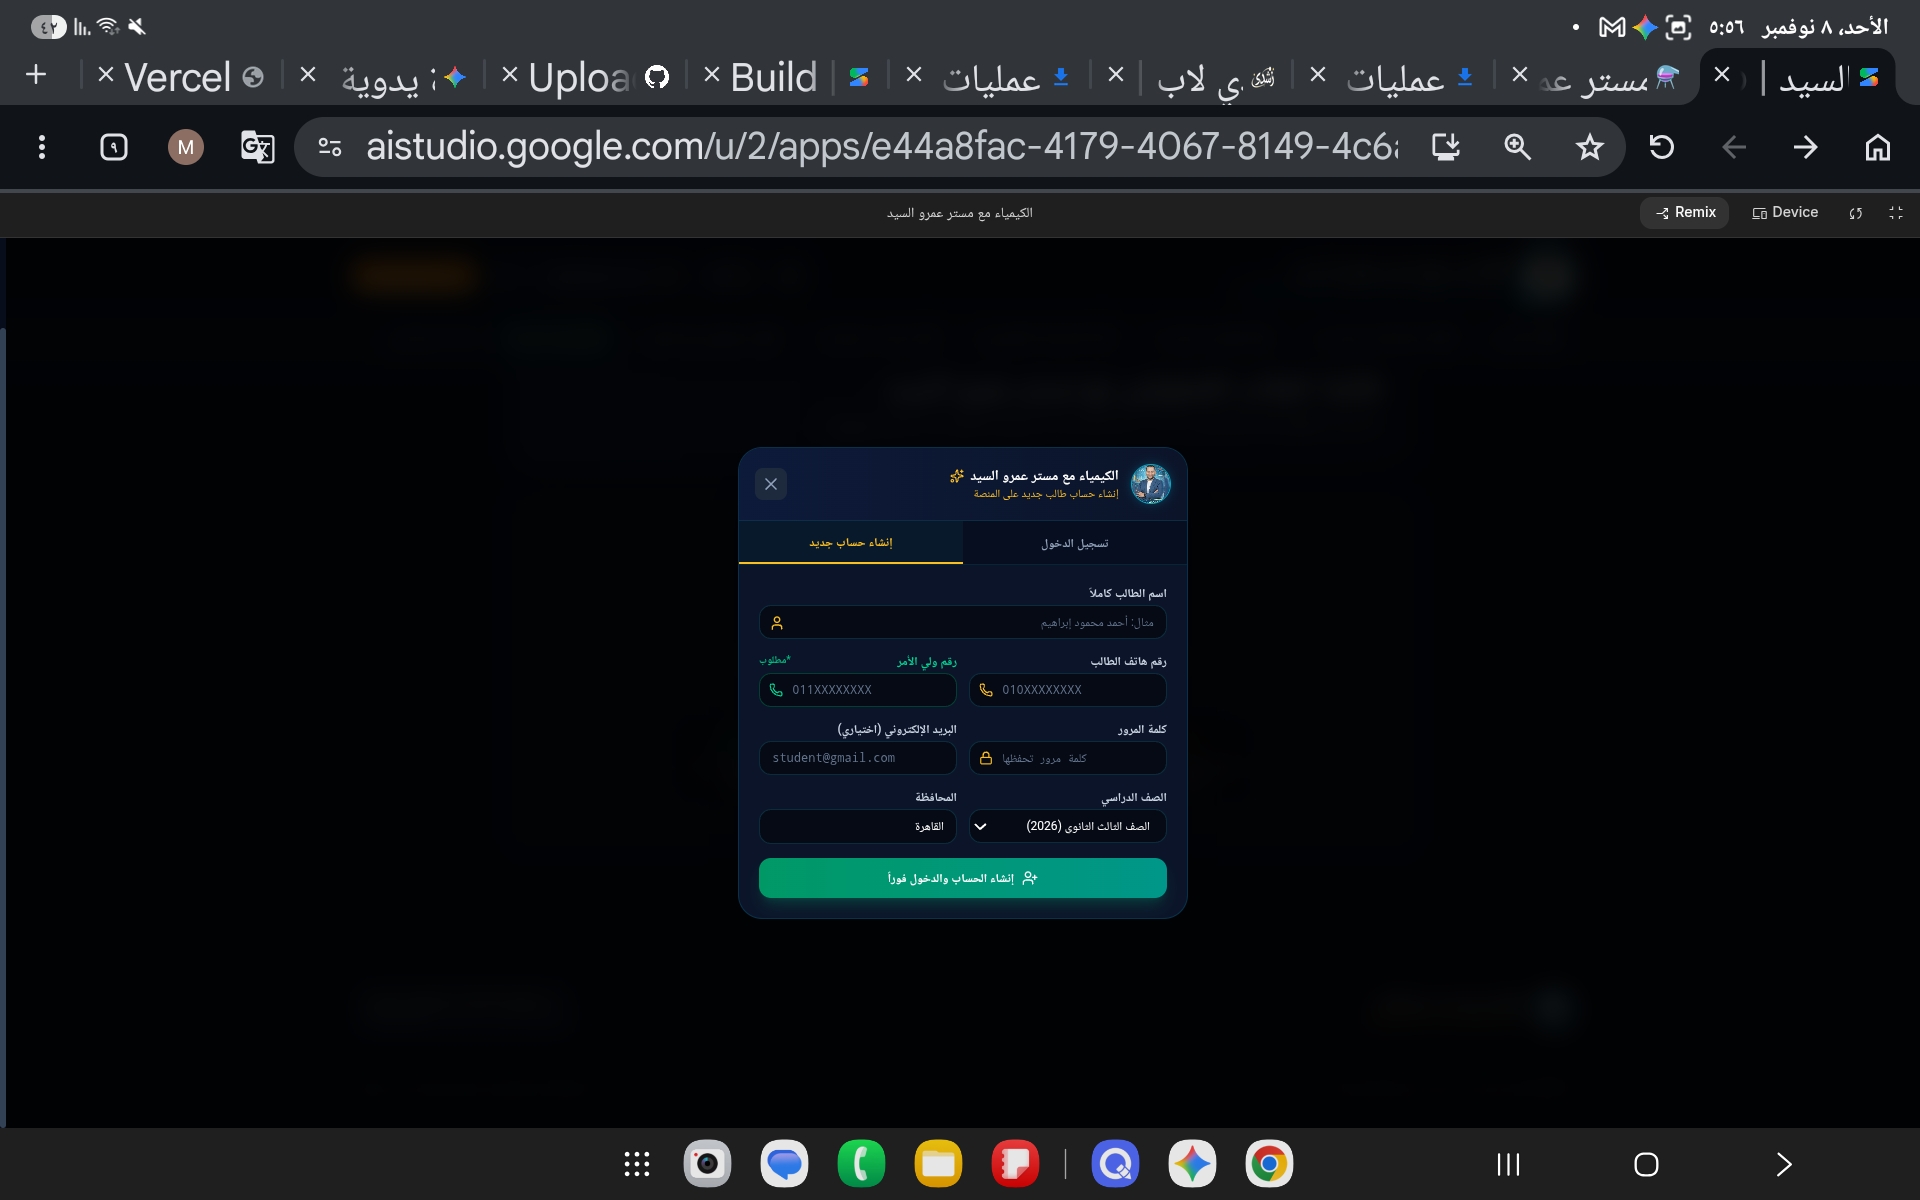 الأحد، ٨ نوفمبر ٥:٥٦
٤٢
السيد
مستر عم
عمليات
ي لاب
عمليات
Build
Uploa
يدوية
Vercel
aistudio.google.com/u/2/apps/e44a8fac-4179-4067-8149-4c6
M
٩
الكيمياء مع مستر عمرو السيد
Remix
Device
الكيمياء مع مستر عمرو السيد
إنشاء حساب طالب جديد على المنصة
تسجيل الدخول
إنشاء حساب جديد
اسم الطالب كاملاً
مثال: أحمد محمود إبراهيم
رقم هاتف الطالب
رقم ولي الأمر
*مطلوب
010XXXXXXXX
011XXXXXXXX
كلمة المرور
البريد الإلكتروني (اختياري)
كلمة مرور تحفظها
student@gmail.com
الصف الدراسي
المحافظة
الصف الثالث الثانوي (2026)
القاهرة
إنشاء الحساب والدخول فوراً